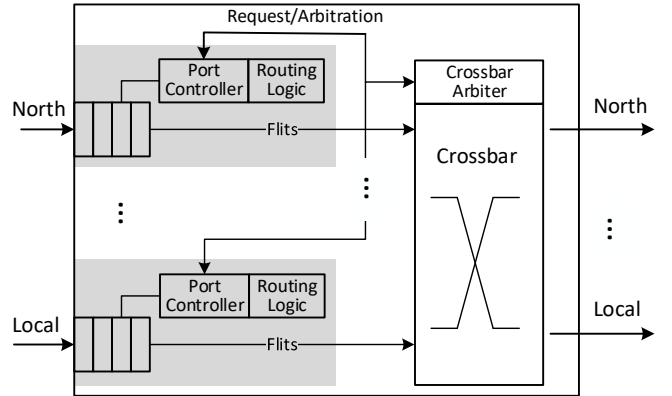 Request/Arbitration
Port
Controller
Routing
Logic
Crossbar
Arbiter
North
Flits
North
Crossbar
Port
Controller
Routing
Logic
Local
Flits
Local